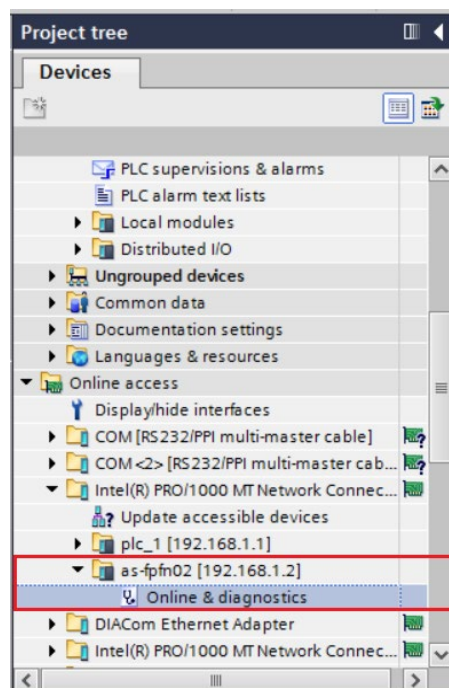 Project tree
Devices
PLC supervisions & alarms
PLC alarm text lists
Local modules
Distributed I/O
Ungrouped devices
Common data
Documentation settings
Languages & resources
Online access
Display/hide interfaces
COM [RS232/PPI multi-master cable]
COM <2> [RS232/PPI multi-master cab...
Intel(R) PRO/1000 MT Network Connec...
Update accessible devices
plc_1 [192.168.1.1]
as-fpfn02 [192.168.1.2]
Online & diagnostics
DIACom Ethernet Adapter
Intel(R) PRO/1000 MT Network Connec...